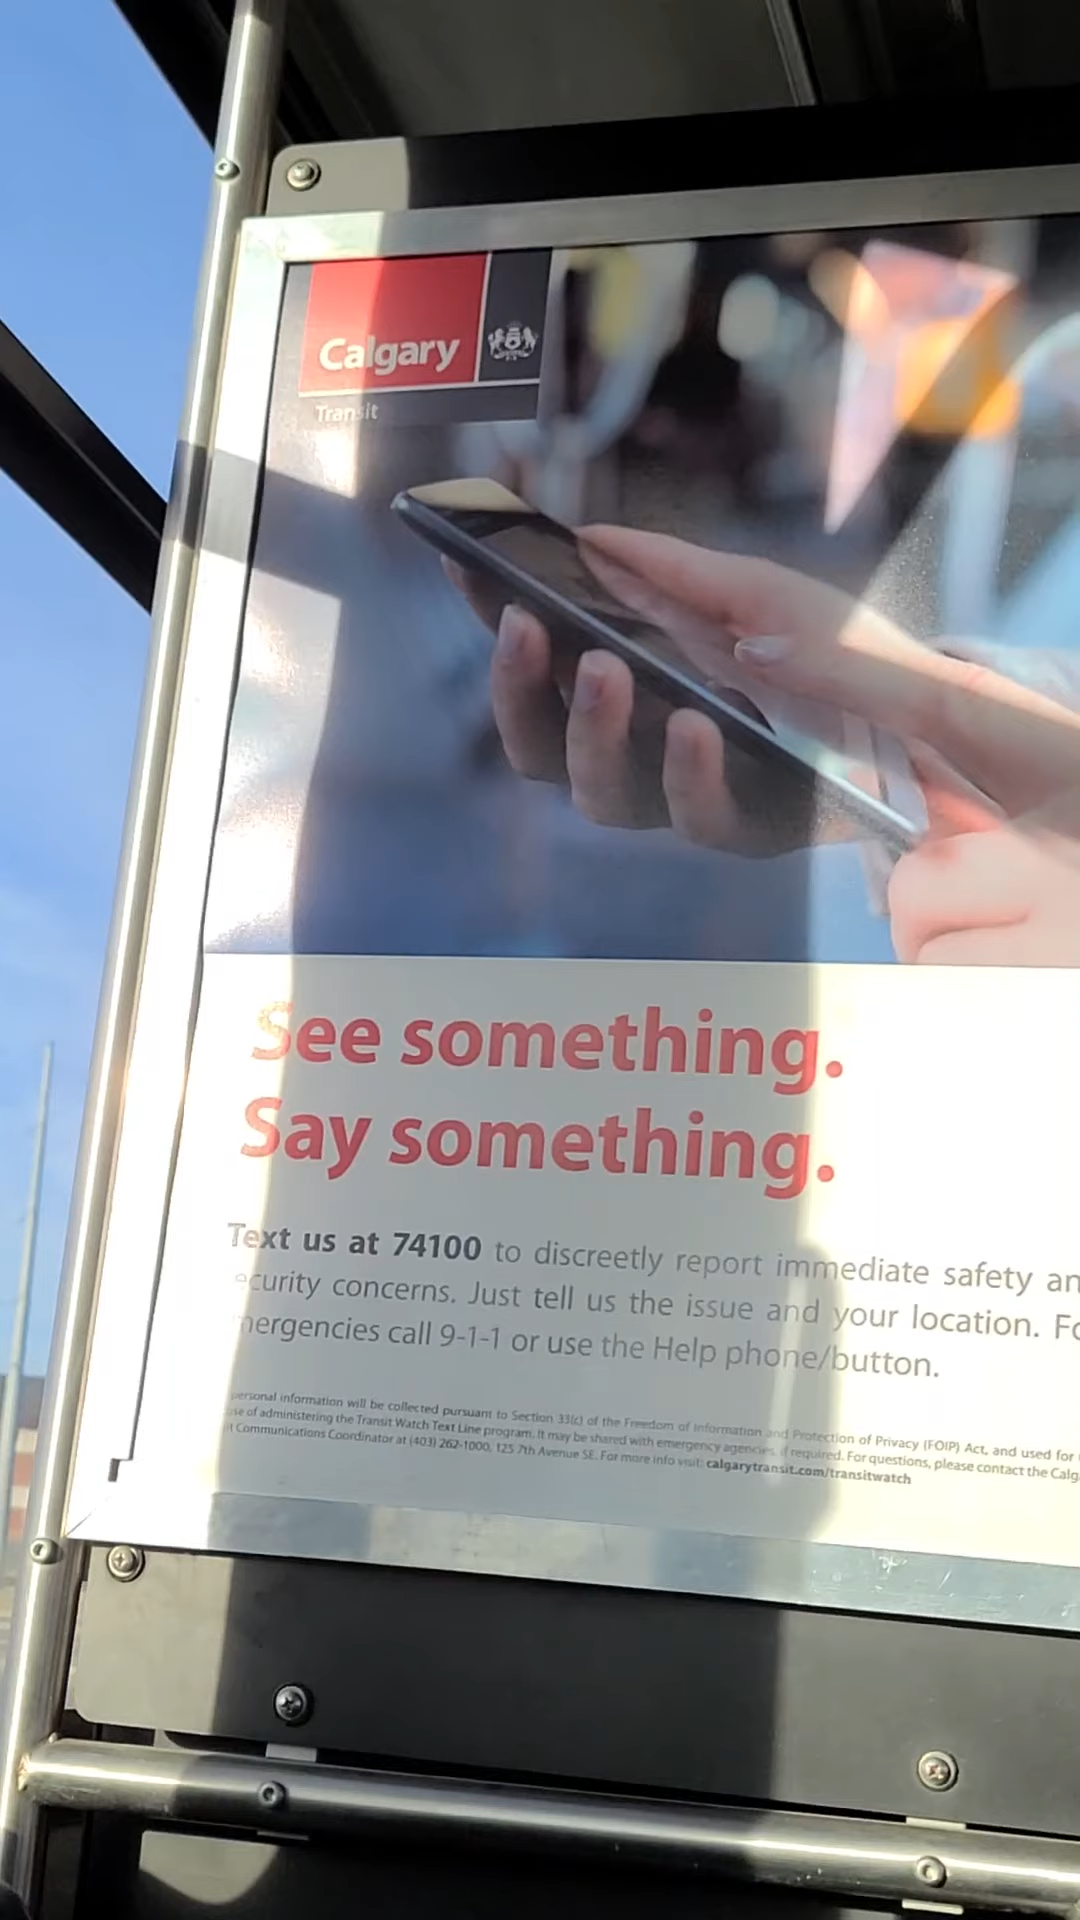 Calgary
Transit
See something.
Say something.
Text us at 74100 to discreetly report immediate safety an
ecurity concerns. Just tell us the issue and your location. Fo
mergencies call 9-1-1 or use the Help phone/button.
personal information will be collected pursuant to Section 33(c) of the Freedom of Information and Protection of Privacy (FOIP) Act, and used for
se of administering the Transit Watch Text Line program. It may be shared with emergency agencies, if required. For questions, please contact the Calg
it Communications Coordinator at (403) 262-1000, 125 7th Avenue SE. For more info visit: calgarytransit.com/transitwatch